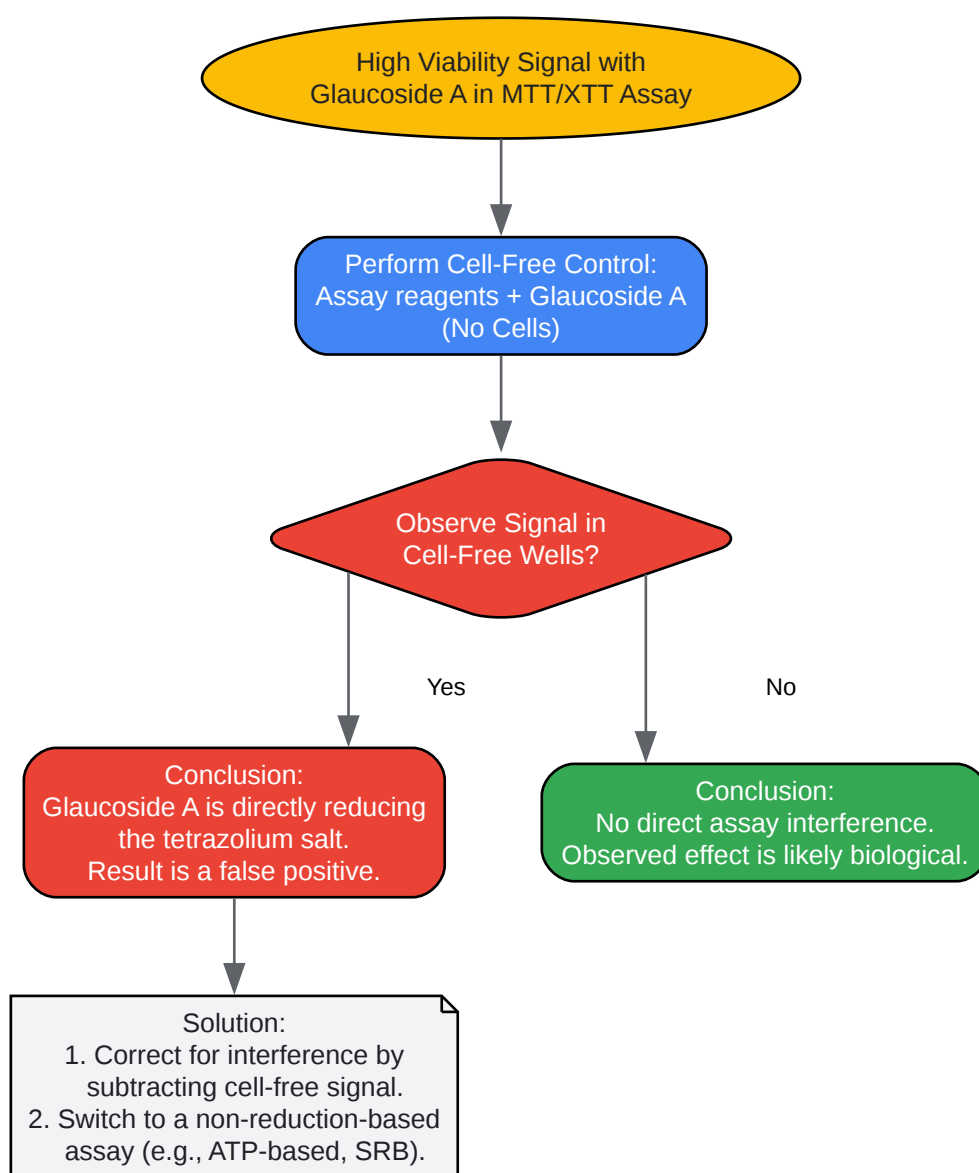 High Viability Signal with
Glaucoside A in MTT/XTT Assay
Perform Cell-Free Control:
Assay reagents + Glaucoside A
(No Cells)
Observe Signal in
Cell-Free Wells?
Yes
No
Conclusion:
Glaucoside A is directly reducing
the tetrazolium salt.
Result is a false positive.
Conclusion:
No direct assay interference.
Observed effect is likely biological.
Solution:
1. Correct for interference by
subtracting cell-free signal.
2. Switch to a non-reduction-based
assay (e.g., ATP-based, SRB).